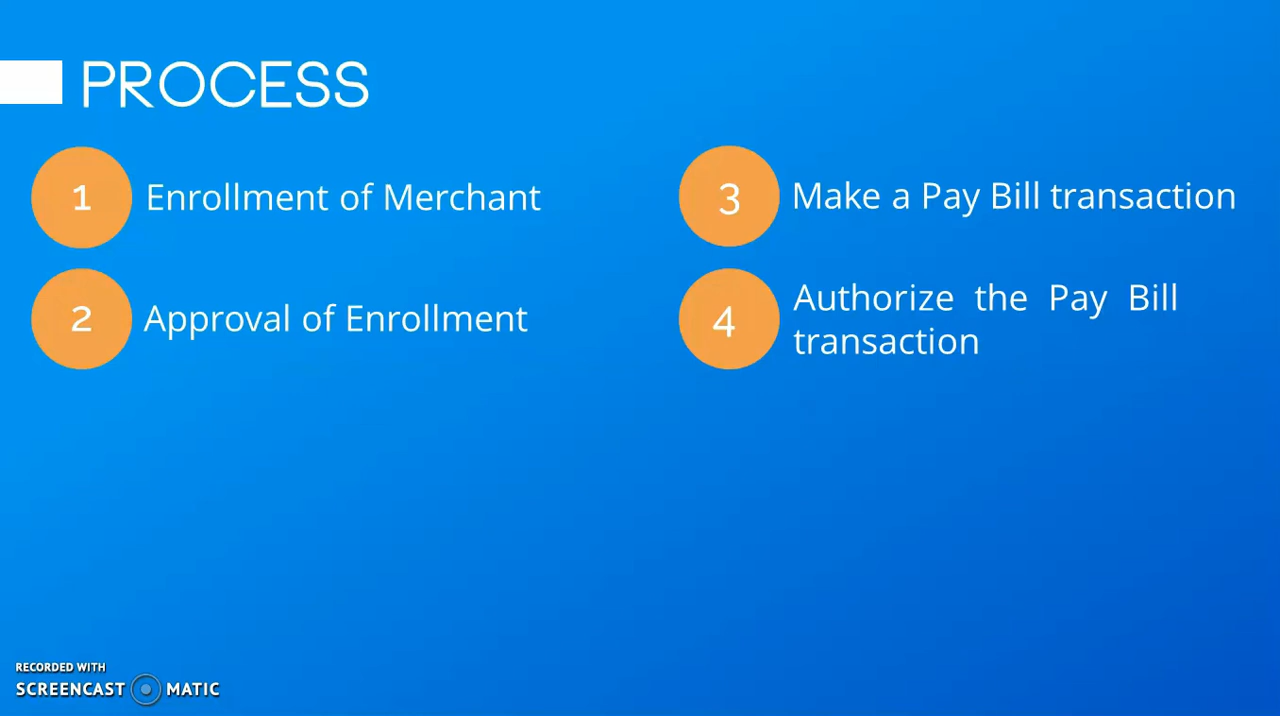 PROCESS
1 Enrollment of Merchant
2 Approval of Enrollment
3 Make a Pay Bill transaction
4 Authorize the Pay Bill
transaction
RECORDED WITH
SCREENCAST MATIC